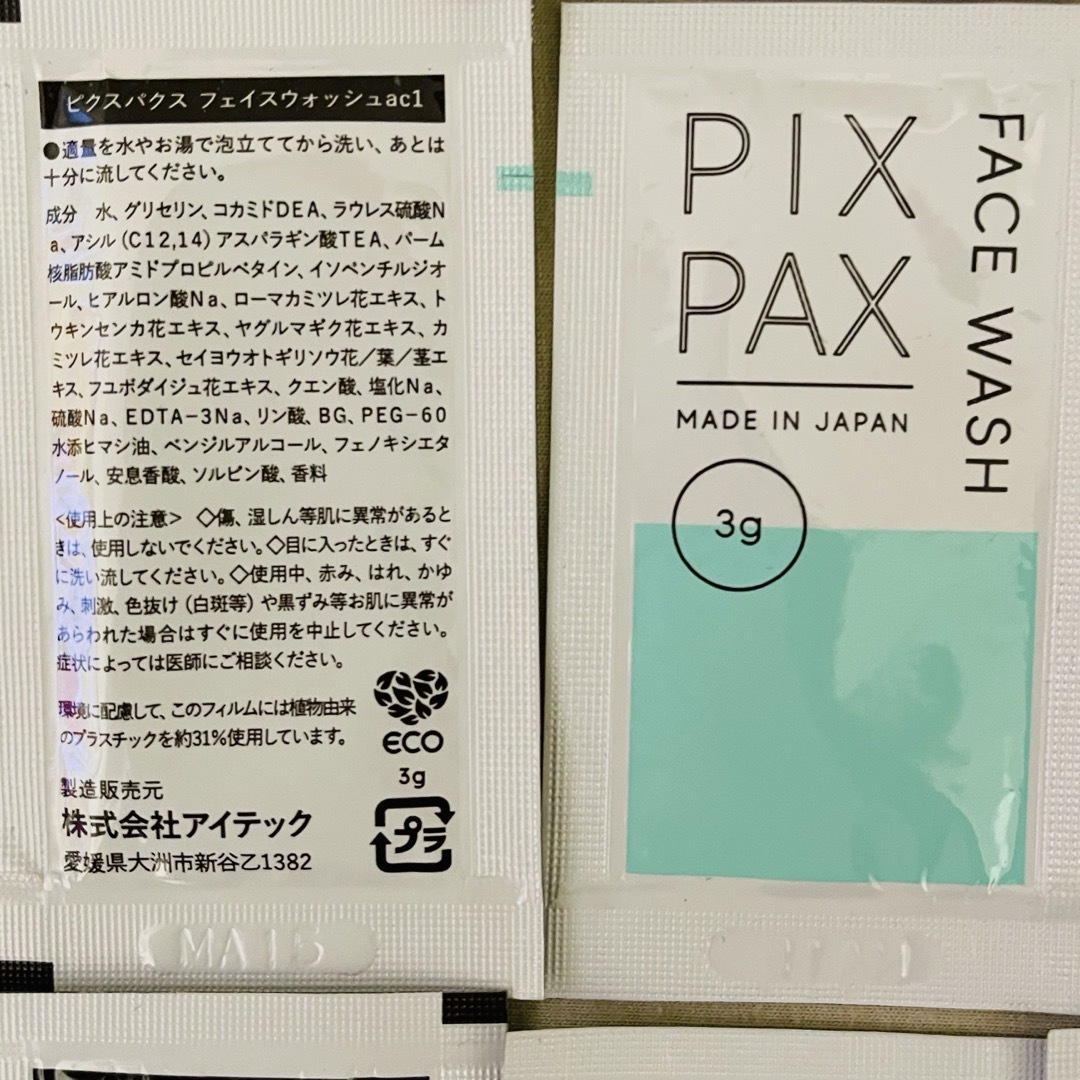 ピクスパクス フェイスウォッシュac1
●適量を水やお湯で泡立ててから洗い、あとは
十分に流してください。
成分 水、グリセリン、コカミドDEA、ラウレス硫酸N
a、アシル(C12,14)アスパラギン酸TEA、パーム
核脂肪酸アミドプロピルベタイン、イソペンチルジオ
ール、ヒアルロン酸Na、ローマカミツレ花エキス、ト
ウキンセンカ花エキス、ヤグルマギク花エキス、カ
ミツレ花エキス、セイヨウオトギリソウ花/葉/茎エ
キス、フユボダイジュ花エキス、クエン酸、塩化Na、
硫酸Na、EDTA-3Na、リン酸、BG、PEG-60
水添ヒマシ油、ベンジルアルコール、フェノキシエタ
ノール、安息香酸、ソルビン酸、香料
<使用上の注意> ◇傷、湿しん等肌に異常があると
きは、使用しないでください。◇目に入ったときは、すぐ
に洗い流してください。◇使用中、赤み、はれ、かゆ
み、刺激、色抜け(白斑等)や黒ずみ等お肌に異常が
あらわれた場合はすぐに使用を中止してください。
症状によっては医師にご相談ください。
環境に配慮して、このフィルムには植物由来
のプラスチックを約31%使用しています。
ECO
3g
プラ
製造販売元
株式会社アイテック
愛媛県大洲市新谷乙1382
MA15
PIX
PAX
MADE IN JAPAN
3g
FACE WASH